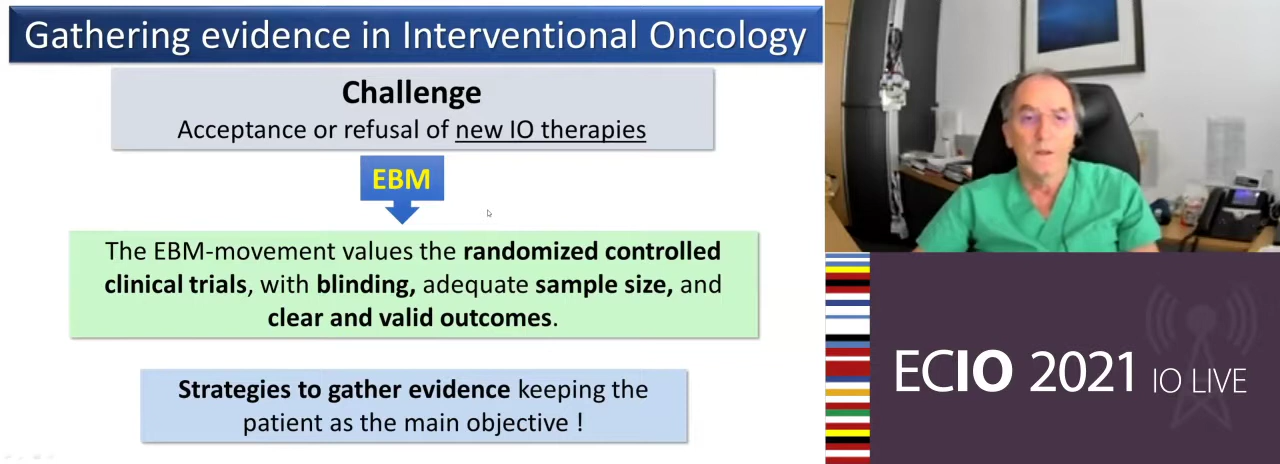 Gathering evidence in Interventional Oncology
Challenge
Acceptance or refusal of new IO therapies
EBM
The EBM-movement values the randomized controlled
clinical trials, with blinding, adequate sample size, and
clear and valid outcomes.
Strategies to gather evidence keeping the
patient as the main objective !
ECIO 2021 IO LIVE